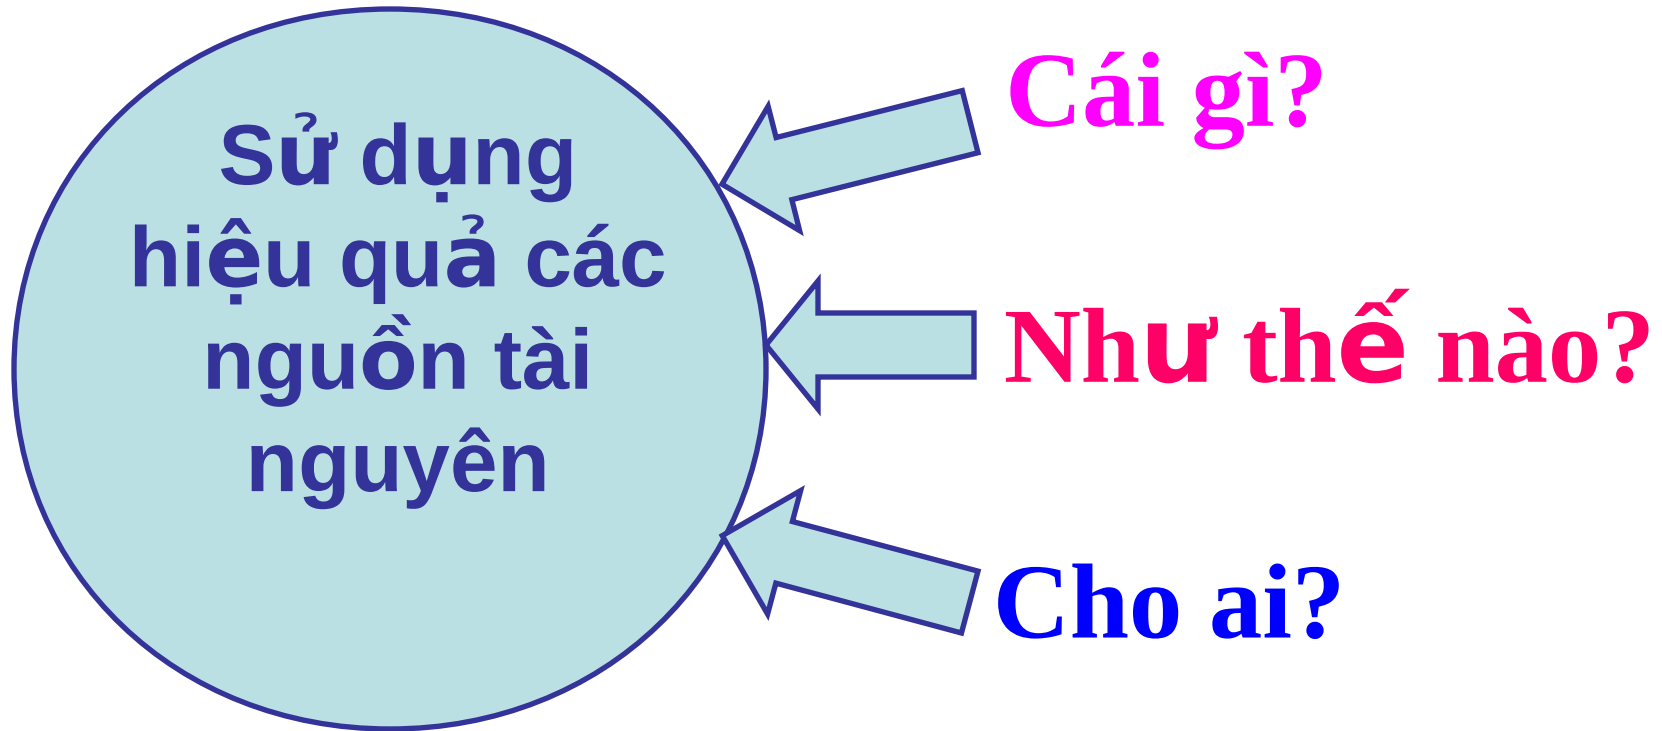 Sử dụng
hiệu quả các
nguồn tài
nguyên
Cái gì?
Như thế nào?
Cho ai?